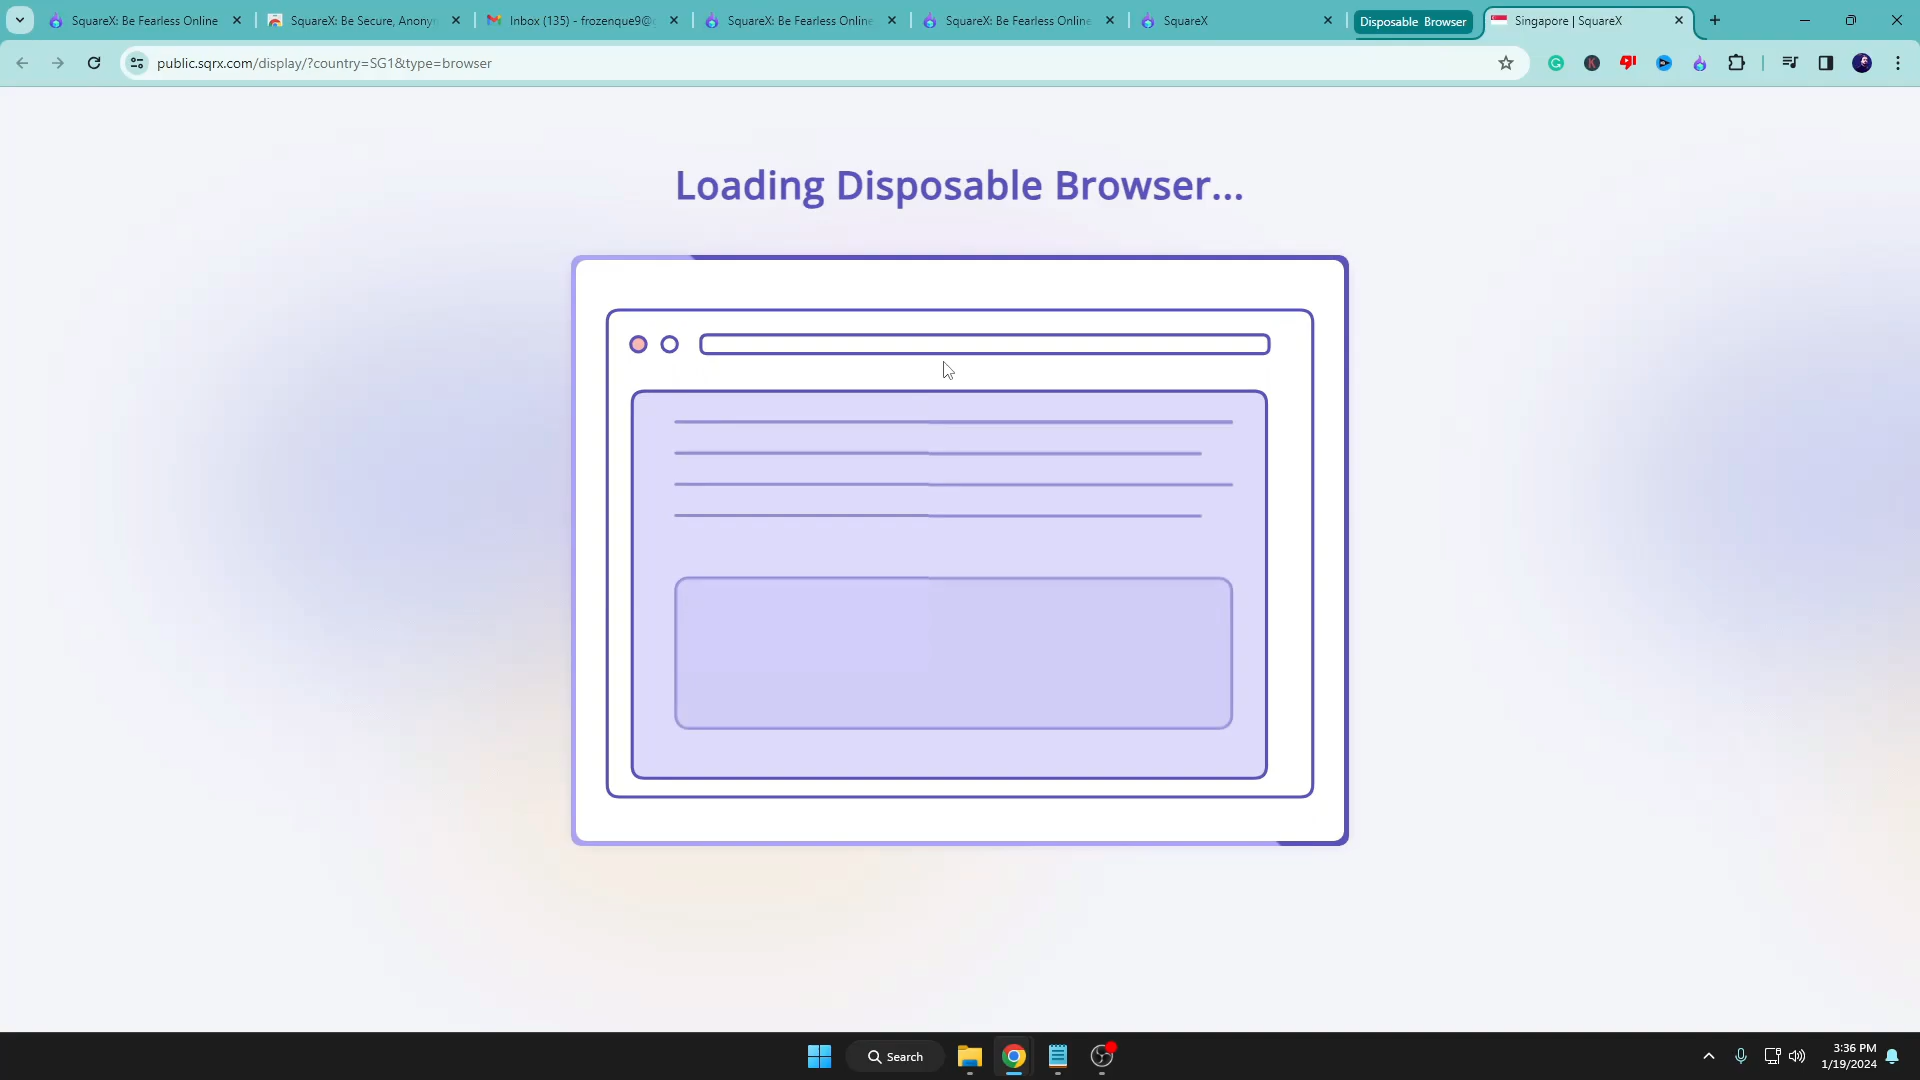 SquareX: Be Fearless Online
SquareX: Be Secure, Anony
Inbox (135) - frozenque9@
SquareX: Be Fearless Online
SquareX: Be Fearless Online
SquareX
Disposable Browser
Singapore | SquareX
public.sqrx.com/display/?country=SG1&type=browser
Loading Disposable Browser...
Search
3:36 PM
1/19/2024